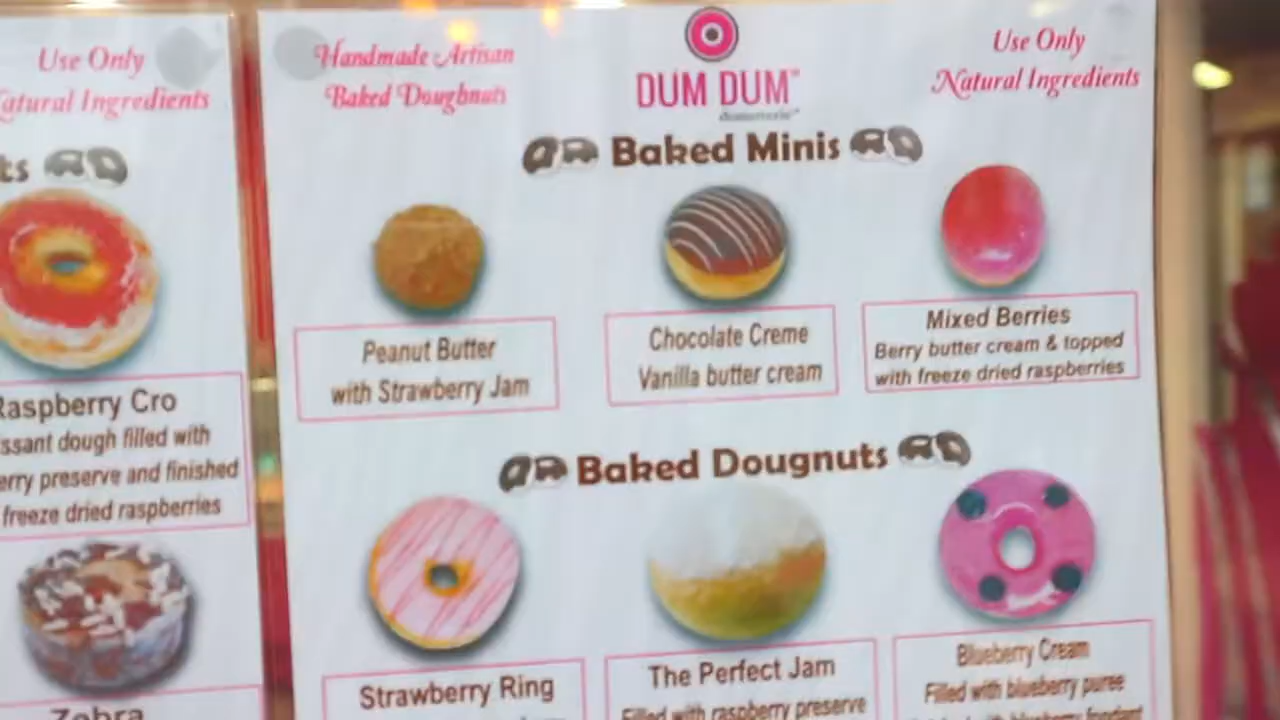 Use Only
Natural Ingredients
ts
Raspberry Cro
ssant dough filled with
erry preserve and finished
freeze dried raspberries
Zebra
Handmade Artisan
Baked Doughnuts
DUM DUM
Use Only
Natural Ingredients
Baked Minis
Peanut Butter
with Strawberry Jam
Chocolate Creme
Vanilla butter cream
Mixed Berries
Berry butter cream & topped
with freeze dried raspberries
Baked Dougnuts
Strawberry Ring
The Perfect Jam
Filled with raspberry preserve
Blueberry Cream
Filled with blueberry puree
with blueberry fondant